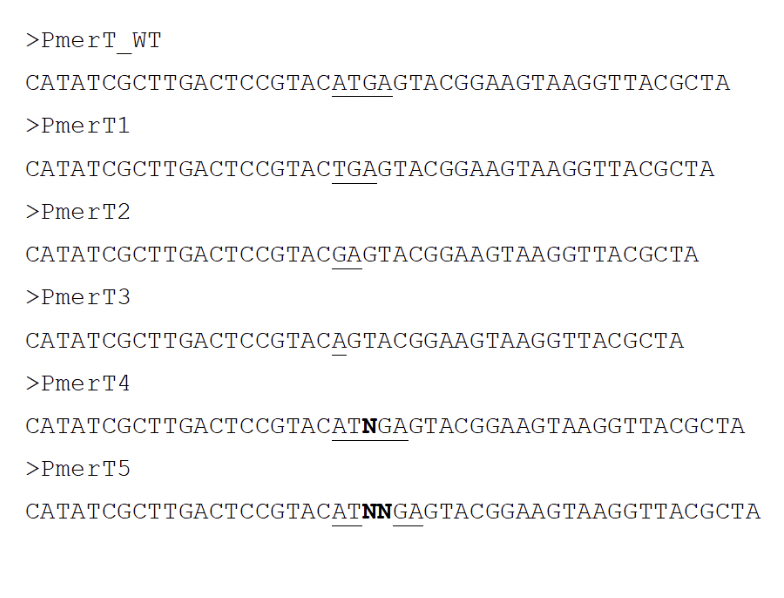 >PmerT_WT
CATATCGCTTGACTCCGTACATGAGTACGGAAGTAAGGTTACGCTA
>PmerT1
CATATCGCTTGACTCCGTACTGAGTACGGAAGTAAGGTTACGCTA
>PmerT2
CATATCGCTTGACTCCGTACGAGTACGGAAGTAAGGTTACGCTA
>PmerT3
CATATCGCTTGACTCCGTACAGTACGGAAGTAAGGTTACGCTA
>PmerT4
CATATCGCTTGACTCCGTACATNGAGTACGGAAGTAAGGTTACGCTA
>PmerT5
CATATCGCTTGACTCCGTACATNNGAGTACGGAAGTAAGGTTACGCTA